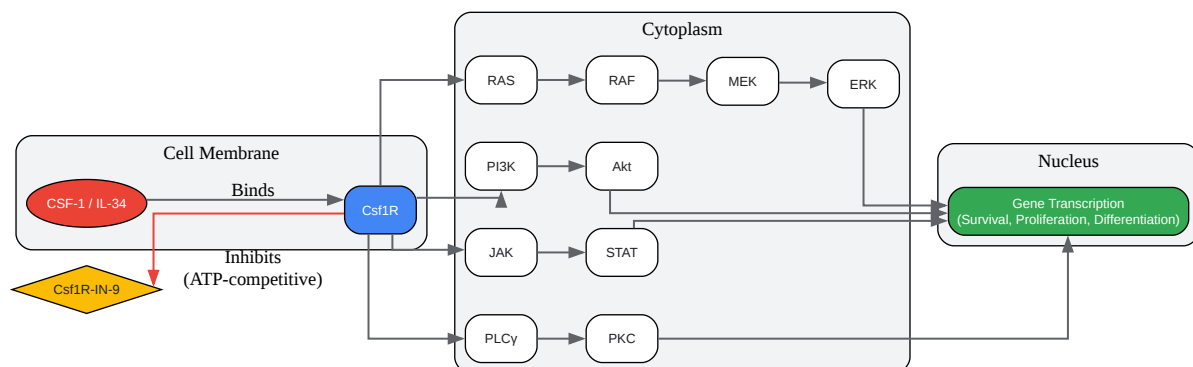 Cytoplasm
RAS
RAF
MEK
ERK
Cell Membrane
CSF-1 / IL-34
Binds
Csf1R
PI3K
Akt
Nucleus
Gene Transcription
(Survival, Proliferation, Differentiation)
Inhibits
(ATP-competitive)
Csf1R-IN-9
JAK
STAT
PLCγ
PKC